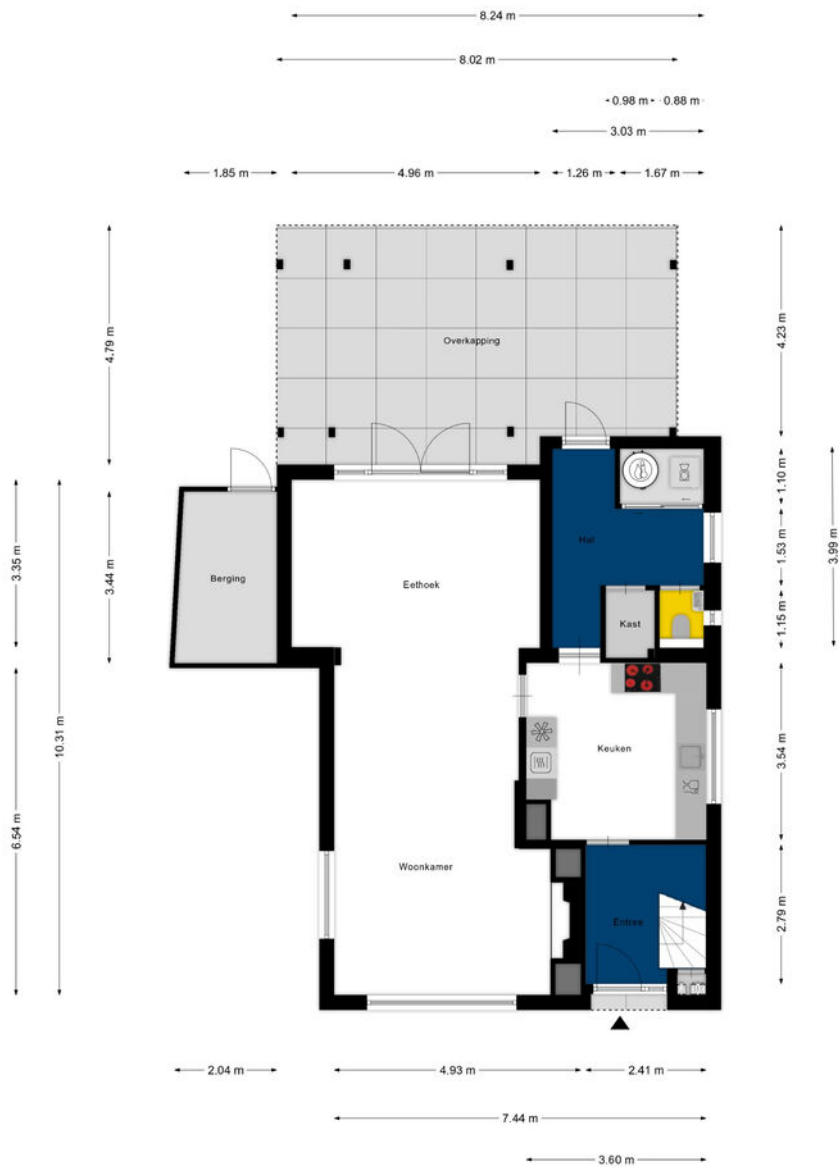 8.24 m
8.02 m
0.98 m 0.88 m
3.03 m
1.85 m 4.96 m 1.26 m 1.67 m
4.79 m
4.23 m
Overkapping
1.10 m
3.99 m
3.35 m
3.44 m
1.53 m
Hal
Berging
Eethoek
1.15 m
Kast
10.31 m
6.54 m
3.54 m
Keuken
Woonkamer
2.79 m
Entree
2.04 m 4.93 m 2.41 m
7.44 m
3.60 m